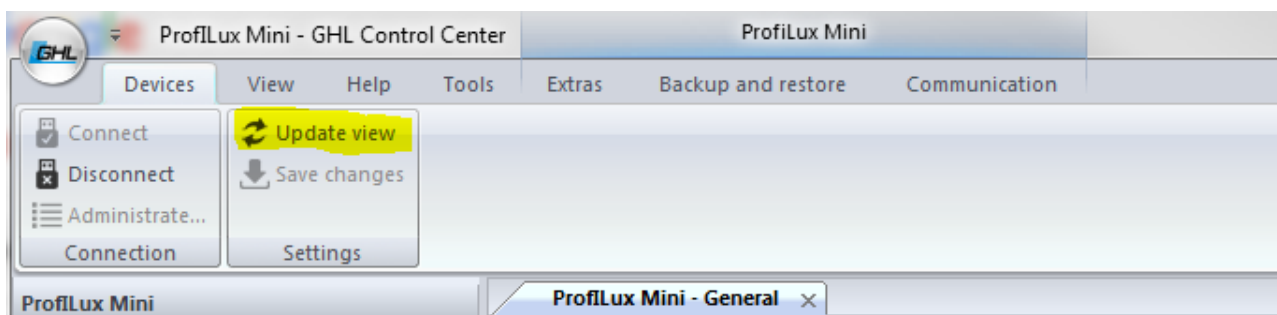 GHL
ProfILux Mini - GHL Control Center
ProfiLux Mini
Devices View Help Tools Extras Backup and restore Communication
Connect
Disconnect
Administrate...
Connection
Update view
Save changes
Settings
ProfILux Mini
ProfILux Mini - General